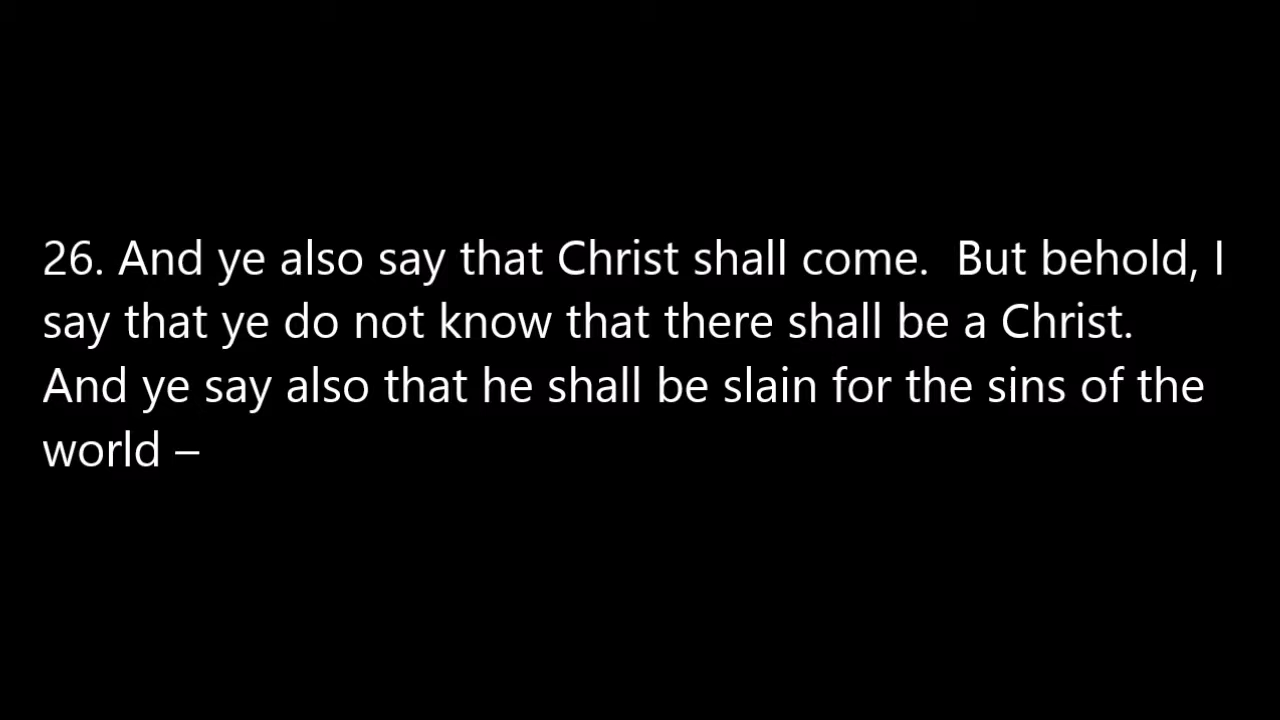 26. And ye also say that Christ shall come.  But behold, I
say that ye do not know that there shall be a Christ.
And ye say also that he shall be slain for the sins of the
world –